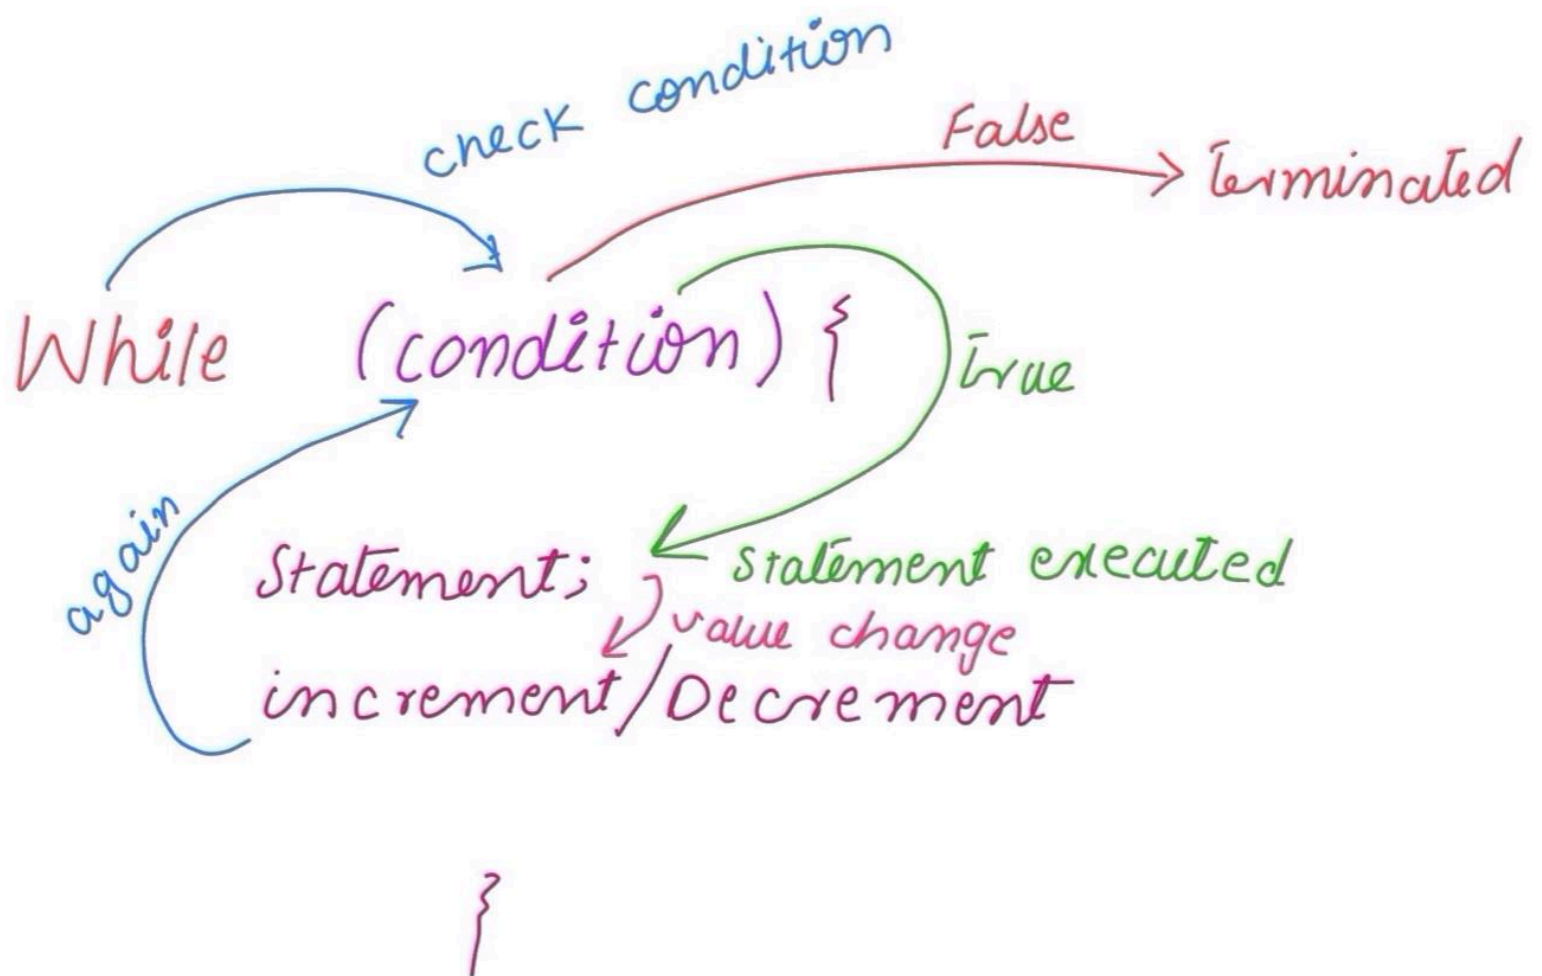 check condition
False
Terminated
While (condition) {
True
again
Statement; statement executed
value change
increment/Decrement
}